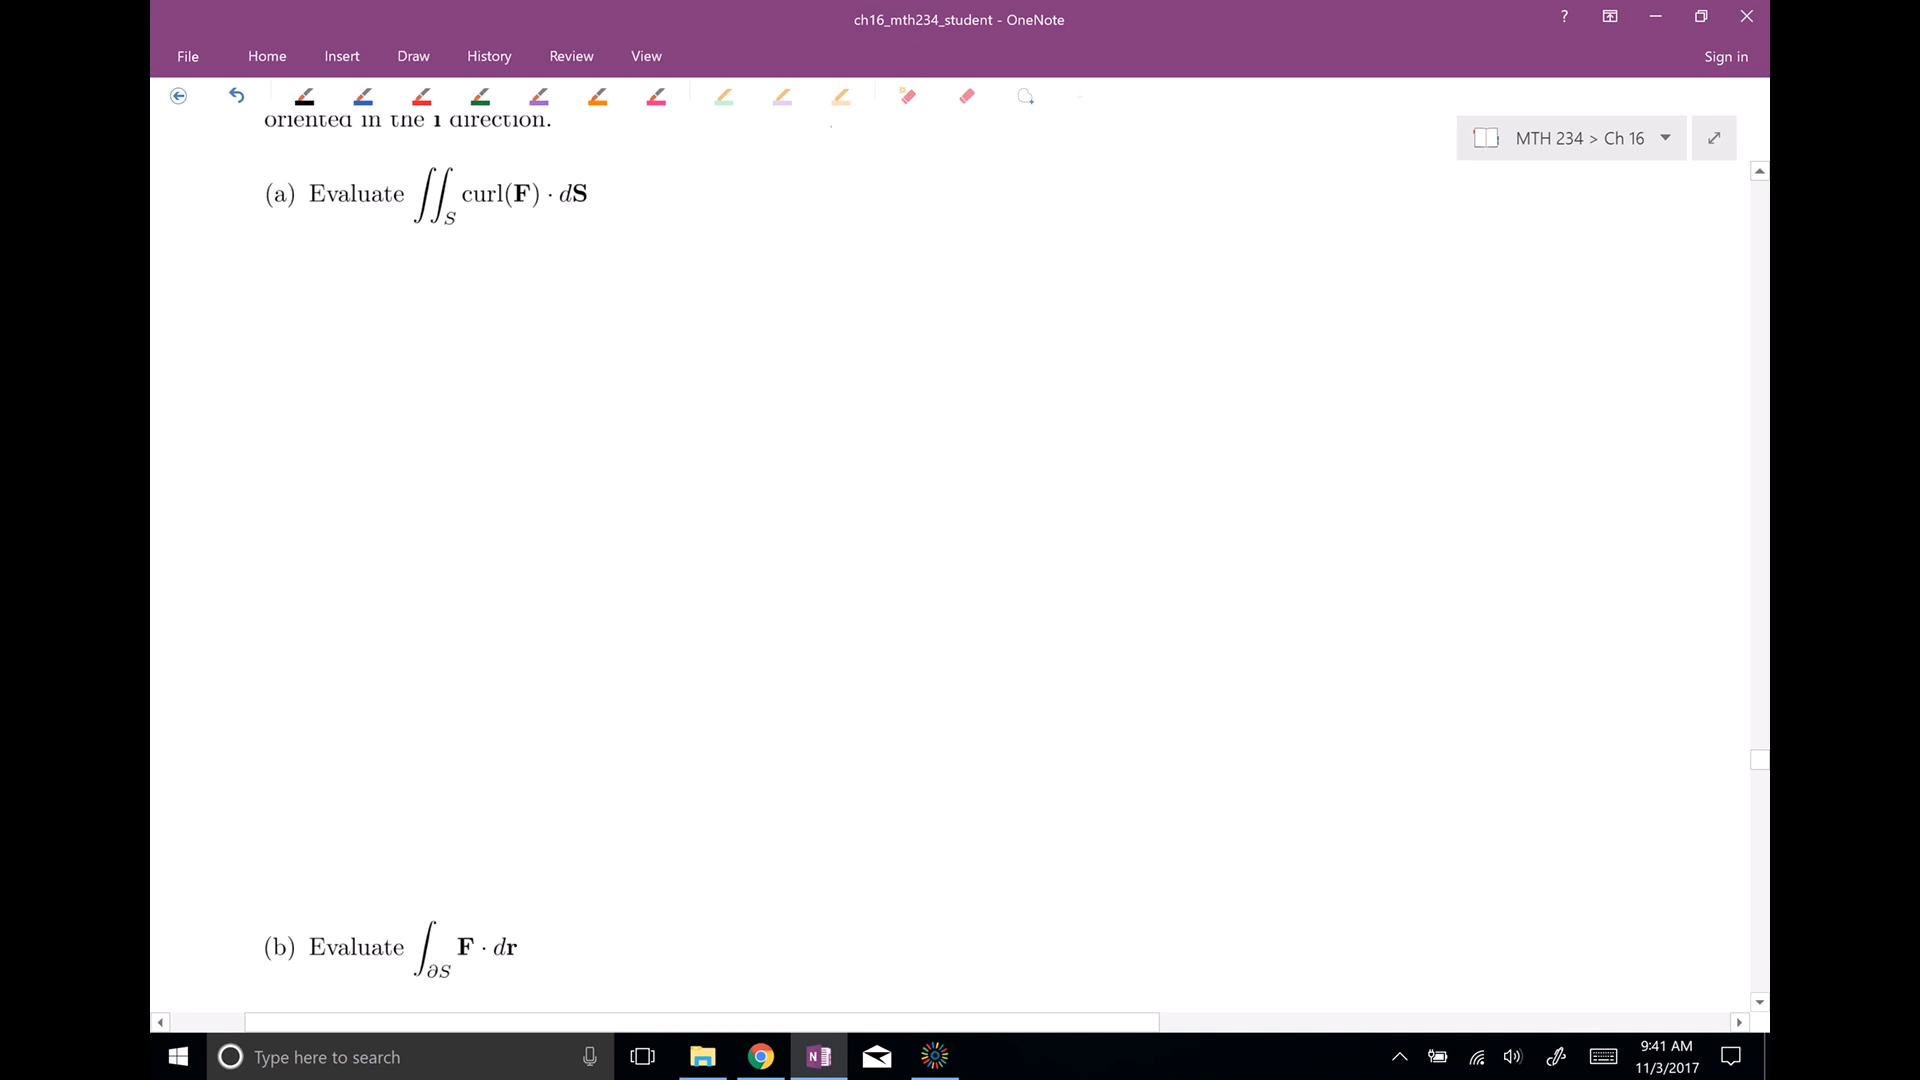 ch16_mth234_student - OneNote
?
File Home Insert Draw History Review View Sign in
oriented in the i direction.
MTH 234 > Ch 16
(a) Evaluate ∬_S curl(F) · dS
(b) Evaluate ∫_∂S F · dr
Type here to search
N
9:41 AM
11/3/2017